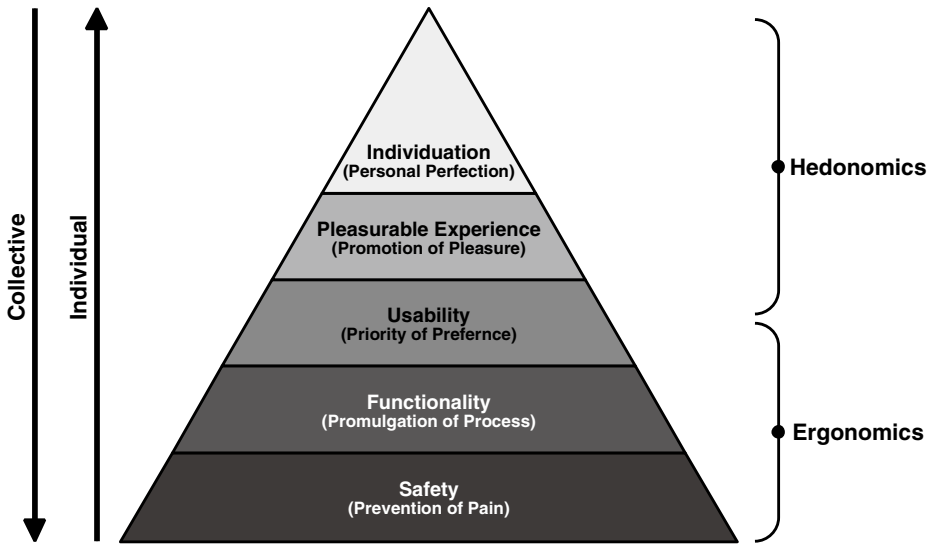 Collective
Individual
Individuation
(Personal Perfection)
Pleasurable Experience
(Promotion of Pleasure)
Usability
(Priority of Prefernce)
Functionality
(Promulgation of Process)
Safety
(Prevention of Pain)
Hedonomics
Ergonomics